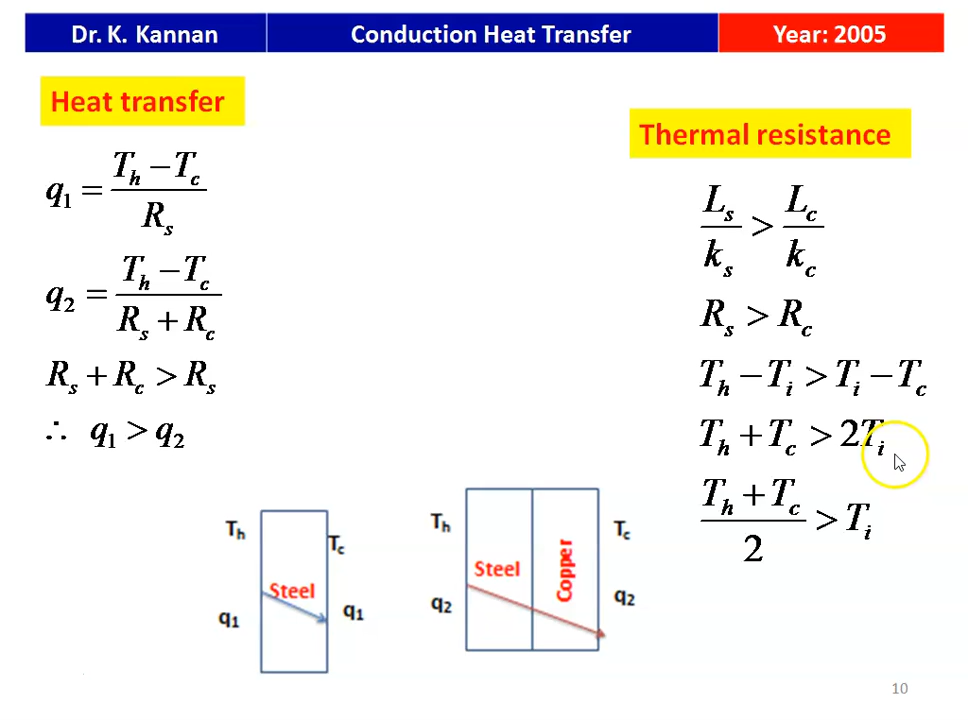 Dr. K. Kannan Conduction Heat Transfer Year: 2005
Heat transfer
q₁ = (T_h − T_c) / R_s
q₂ = (T_h − T_c) / (R_s + R_c)
R_s + R_c > R_s
∴ q₁ > q₂
Thermal resistance
L_s / k_s > L_c / k_c
R_s > R_c
T_h − T_i > T_i − T_c
T_h + T_c > 2T_i
(T_h + T_c) / 2 > T_i
T_h
T_c
Steel
q₁
q₁
T_h
T_c
Steel
Copper
q₂
q₂
10